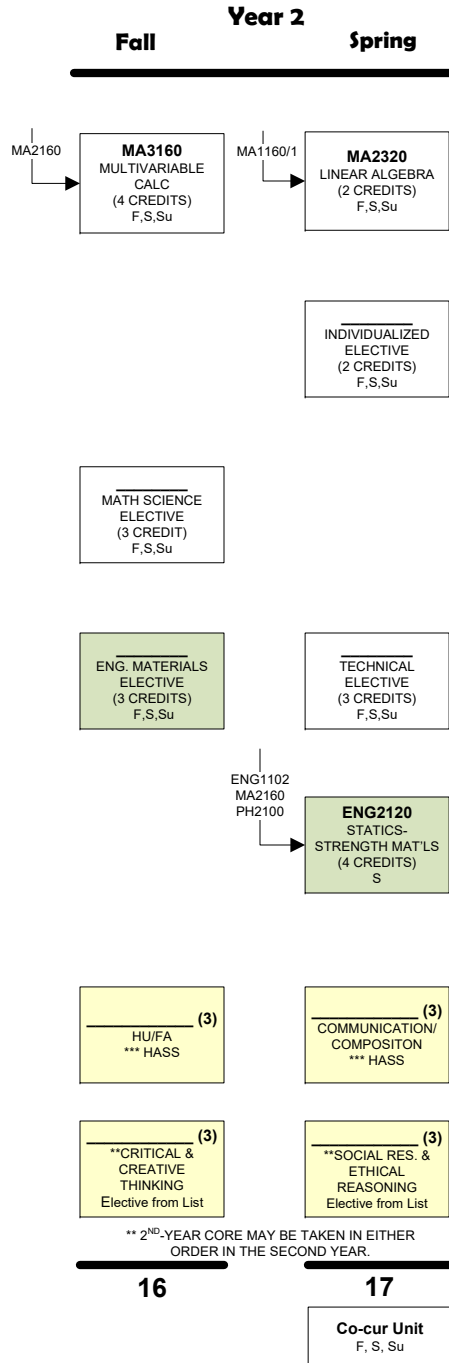 Year 2
Fall
Spring
MA2160
MA3160
MULTIVARIABLE
CALC
(4 CREDITS)
F,S,Su
MA1160/1
MA2320
LINEAR ALGEBRA
(2 CREDITS)
F,S,Su
INDIVIDUALIZED
ELECTIVE
(2 CREDITS)
F,S,Su
MATH SCIENCE
ELECTIVE
(3 CREDIT)
F,S,Su
ENG. MATERIALS
ELECTIVE
(3 CREDITS)
F,S,Su
TECHNICAL
ELECTIVE
(3 CREDITS)
F,S,Su
ENG1102
MA2160
PH2100
ENG2120
STATICS-
STRENGTH MAT'LS
(4 CREDITS)
S
(3)
HU/FA
*** HASS
(3)
COMMUNICATION/
COMPOSITON
*** HASS
(3)
**CRITICAL &
CREATIVE
THINKING
Elective from List
(3)
**SOCIAL RES. &
ETHICAL
REASONING
Elective from List
** 2ND-YEAR CORE MAY BE TAKEN IN EITHER
ORDER IN THE SECOND YEAR.
16
17
Co-cur Unit
F, S, Su